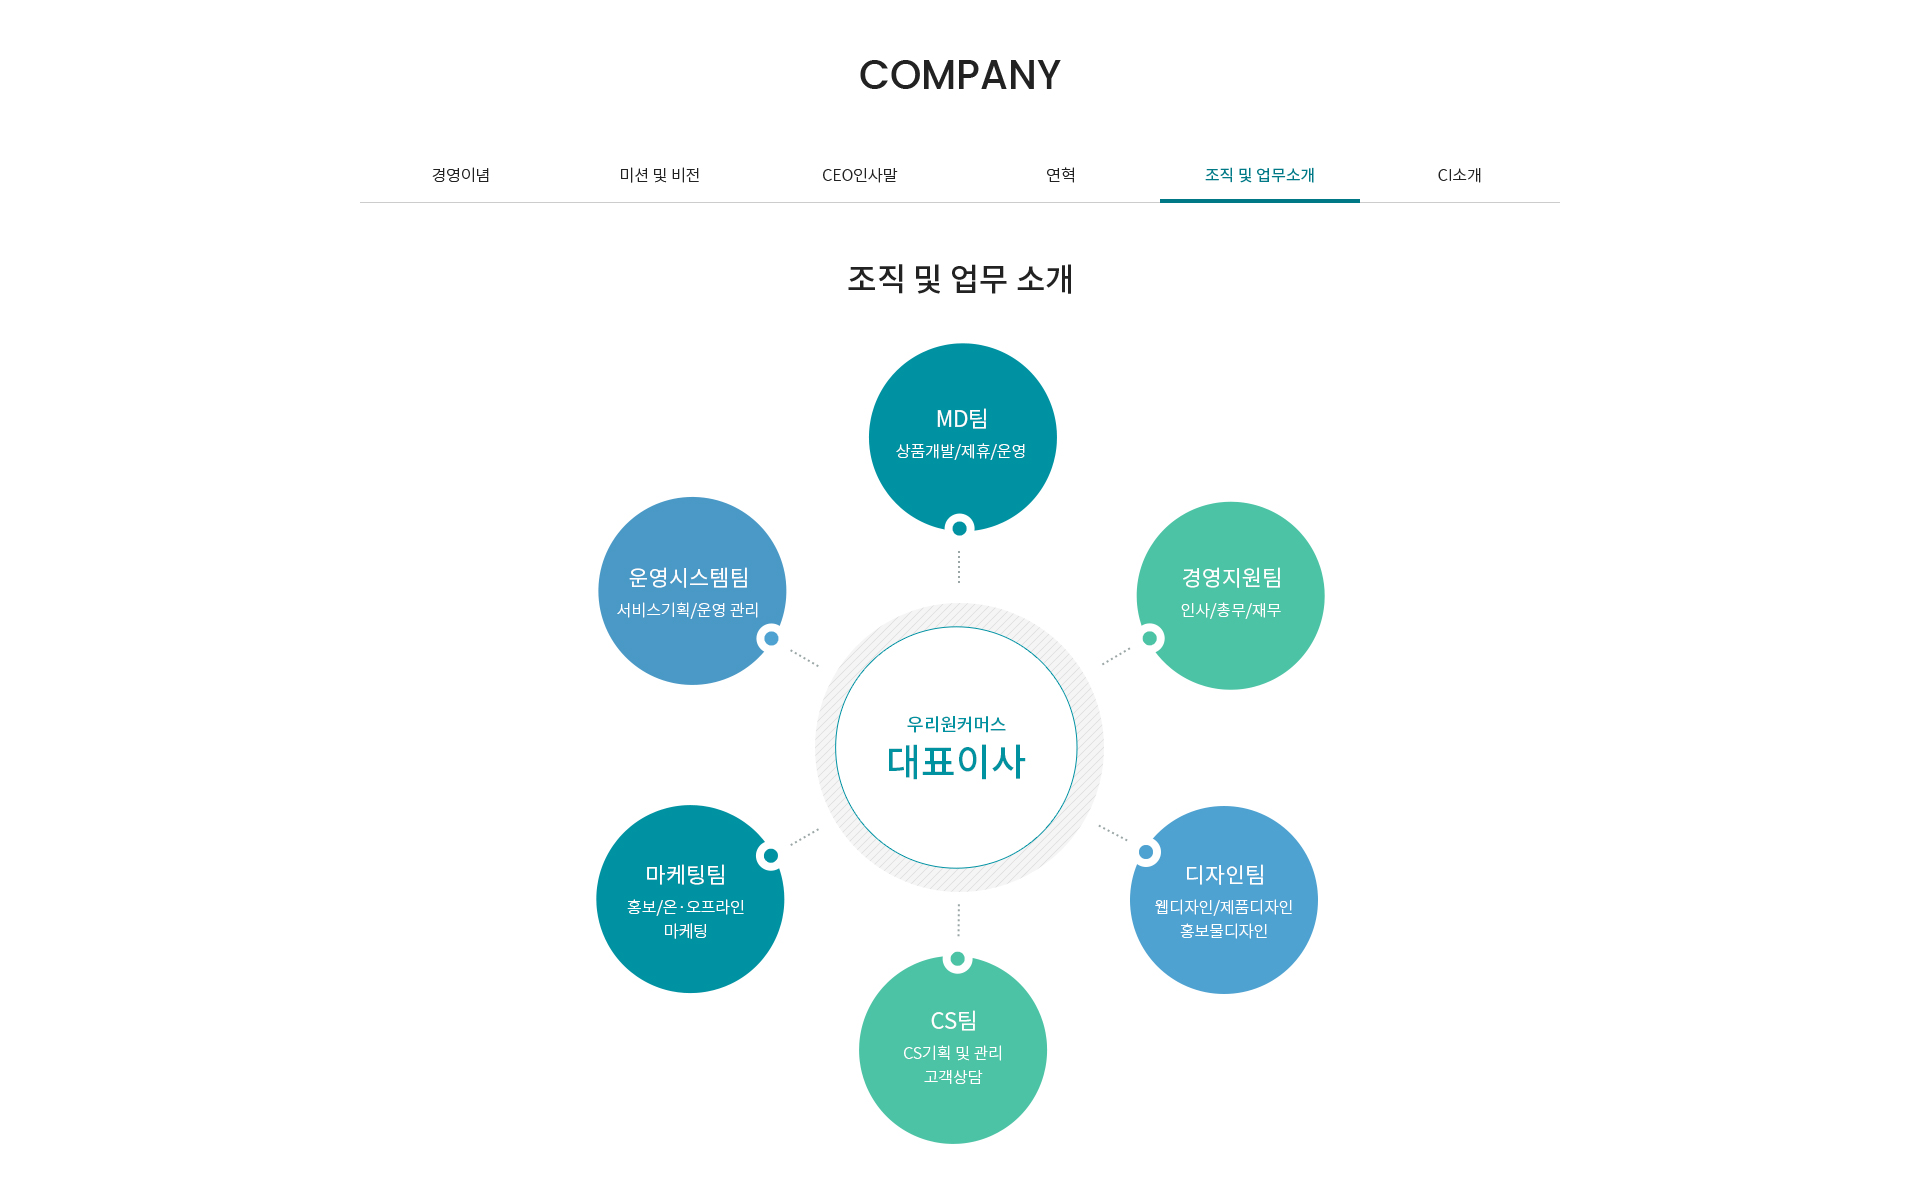 COMPANY
경영이념
미션 및 비전
CEO인사말
연혁
조직 및 업무소개
CI소개
조직 및 업무 소개
MD팀
상품개발/제휴/운영
운영시스템팀
서비스기획/운영 관리
경영지원팀
인사/총무/재무
우리원커머스
대표이사
마케팅팀
홍보/온·오프라인
마케팅
디자인팀
웹디자인/제품디자인
홍보물디자인
CS팀
CS기획 및 관리
고객상담